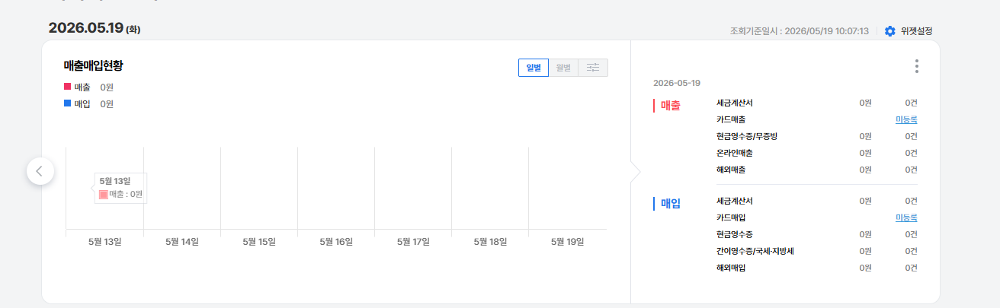 2026.05.19 (화)
조회기준일시 : 2026/05/19 10:07:13
위젯설정
매출매입현황
일별
월별
매출 0원
매입 0원
5월 13일
매출 : 0원
5월 13일
5월 14일
5월 15일
5월 16일
5월 17일
5월 18일
5월 19일
2026-05-19
매출
세금계산서 0원 0건
카드매출 미등록
현금영수증/무증빙 0원 0건
온라인매출 0원 0건
해외매출 0원 0건
매입
세금계산서 0원 0건
카드매입 미등록
현금영수증 0원 0건
간이영수증/국세·지방세 0원 0건
해외매입 0원 0건